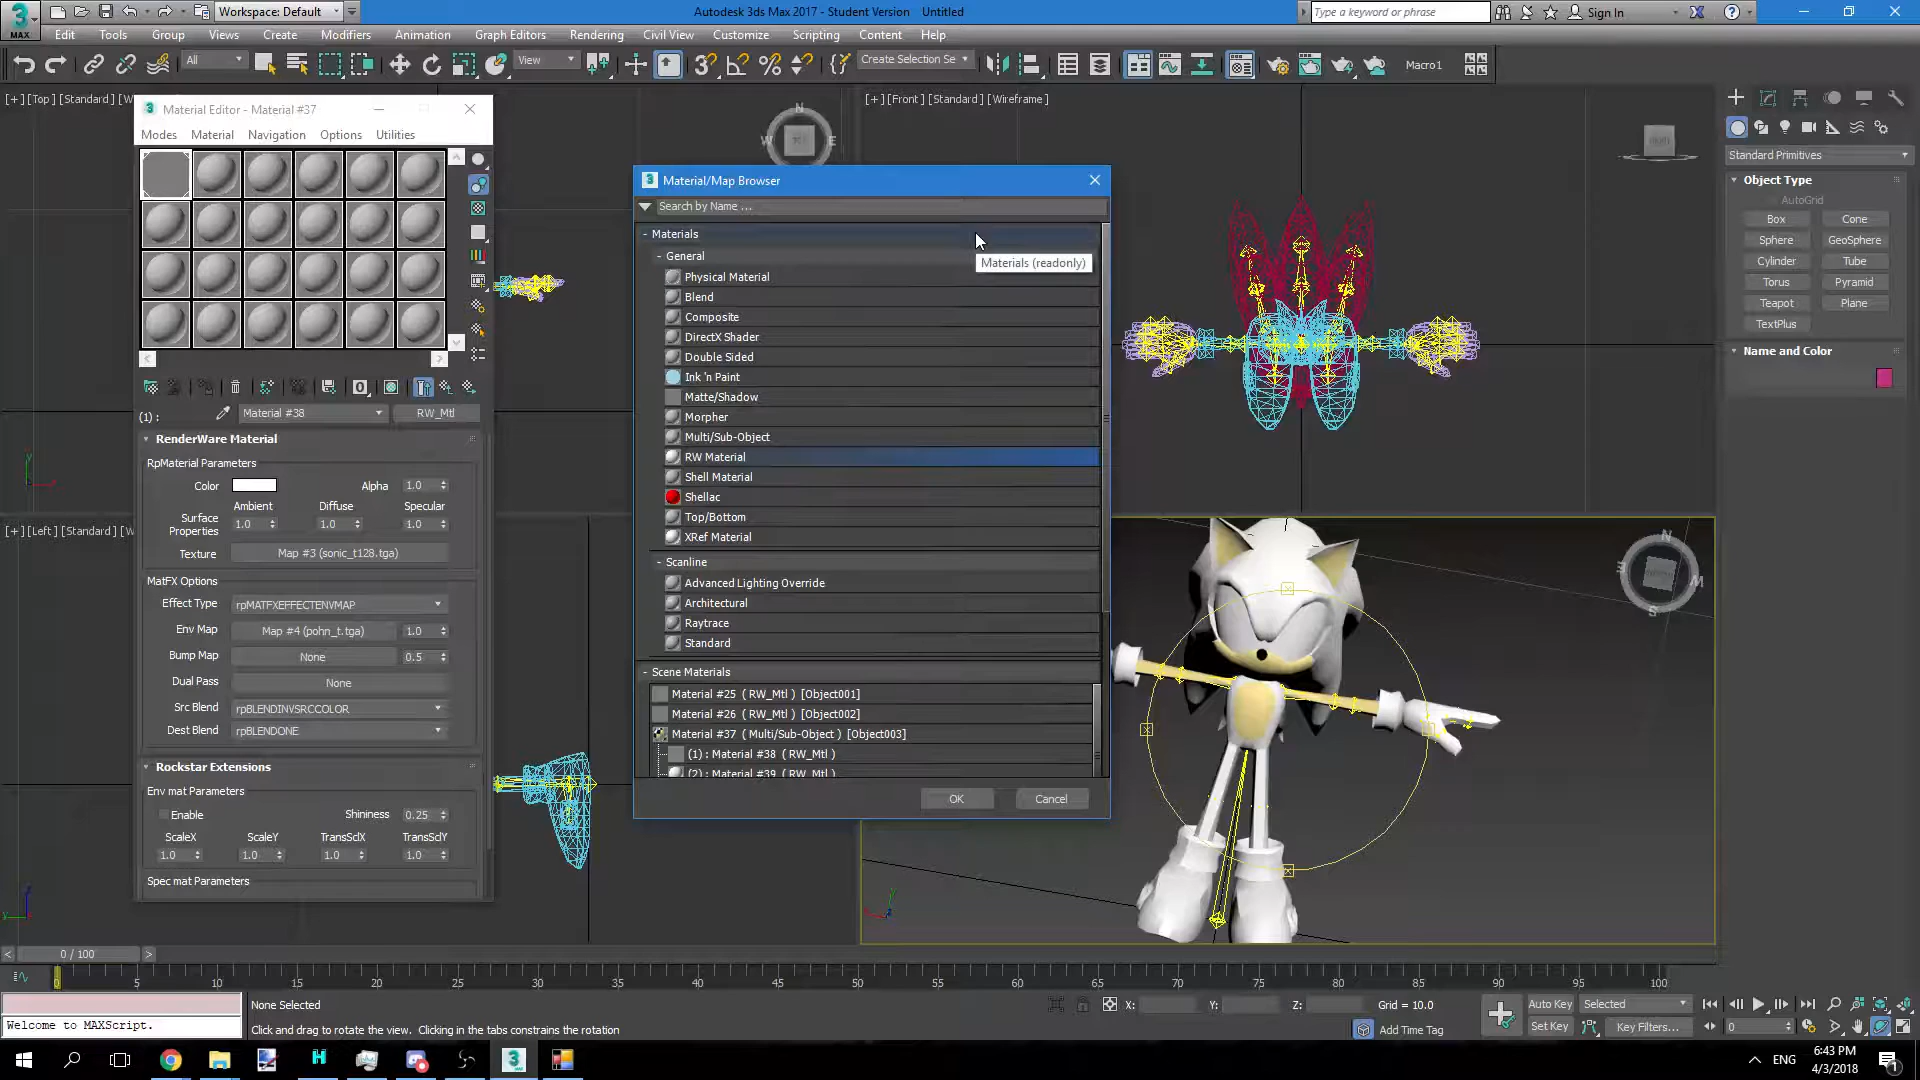 3
MAX
Workspace: Default
Autodesk 3ds Max 2017 - Student Version    Untitled
Type a keyword or phrase
Sign In
Edit Tools Group Views Create Modifiers Animation Graph Editors Rendering Civil View Customize Scripting Content Help
All
View
Create Selection Se
Macro1
[+] [Top] [Standard] [W
[+] [Front] [Standard] [Wireframe]
3 Material Editor - Material #37
Modes Material Navigation Options Utilities
(1) :
Material #38
RW_Mtl
RenderWare Material
RpMaterial Parameters
Color
Alpha 1.0
Ambient Diffuse Specular
Surface Properties
1.0 1.0 1.0
Texture Map #3 (sonic_t128.tga)
MatFX Options
Effect Type rpMATFXEFFECTENVMAP
Env Map Map #4 (pohn_t.tga) 1.0
Bump Map None 0.5
Dual Pass None
Src Blend rpBLENDINVSRCCOLOR
Dest Blend rpBLENDONE
Rockstar Extensions
Env mat Parameters
Enable Shininess 0.25
ScaleX ScaleY TransSclX TransSclY
1.0 1.0 1.0 1.0
Spec mat Parameters
3 Material/Map Browser
Search by Name ...
- Materials
Materials (readonly)
- General
Physical Material
Blend
Composite
DirectX Shader
Double Sided
Ink 'n Paint
Matte/Shadow
Morpher
Multi/Sub-Object
RW Material
Shell Material
Shellac
Top/Bottom
XRef Material
- Scanline
Advanced Lighting Override
Architectural
Raytrace
Standard
- Scene Materials
Material #25 ( RW_Mtl ) [Object001]
Material #26 ( RW_Mtl ) [Object002]
Material #37 ( Multi/Sub-Object ) [Object003]
(1) : Material #38 ( RW_Mtl )
(2) : Material #39 ( RW_Mtl )
OK Cancel
[+] [Left] [Standard] [W
N
W
E
N
S
Standard Primitives
Object Type
AutoGrid
Box Cone
Sphere GeoSphere
Cylinder Tube
Torus Pyramid
Teapot Plane
TextPlus
Name and Color
< 0 / 100 >
0 5 10 15 20 25 30 35 40 45 50 55 60 65 70 75 80 85 90 95 100
None Selected
X: Y: Z: Grid = 10.0
Auto Key Selected
Welcome to MAXScript.
Click and drag to rotate the view. Clicking in the tabs constrains the rotation
Add Time Tag
Set Key Key Filters...
0
ENG
6:43 PM
4/3/2018